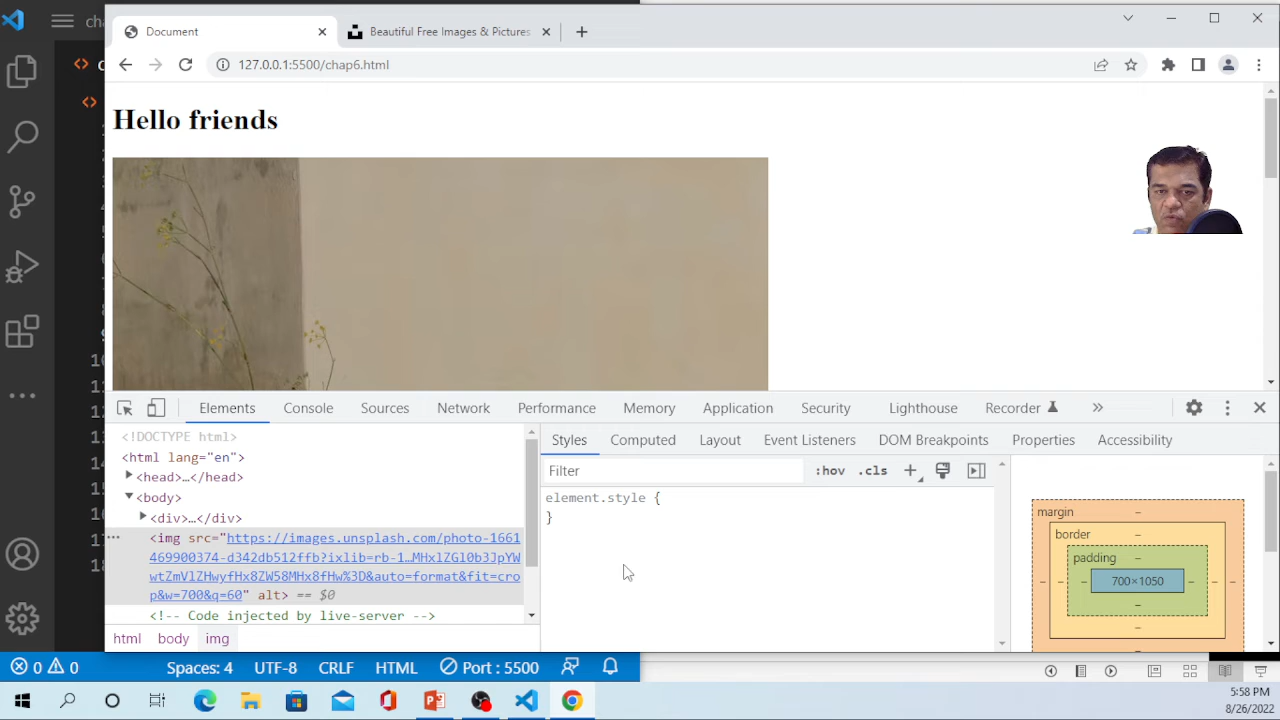 Document
Beautiful Free Images & Pictures
127.0.0.1:5500/chap6.html
Hello friends
Elements Console Sources Network Performance Memory Application Security Lighthouse Recorder
<!DOCTYPE html>
<html lang="en">
<head>…</head>
<body>
<div>…</div>
<img src="https://images.unsplash.com/photo-1661
469900374-d342db512ffb?ixlib=rb-1…MHxlZGl0b3JpYW
wtZmVlZHwyfHx8ZW58MHx8fHw%3D&auto=format&fit=cro
p&w=700&q=60" alt> == $0
<!-- Code injected by live-server -->
html body img
Styles Computed Layout Event Listeners DOM Breakpoints Properties Accessibility
Filter :hov .cls
element.style {
}
margin
border
padding
700×1050
0 0 Spaces: 4 UTF-8 CRLF HTML Port : 5500
5:58 PM
8/26/2022